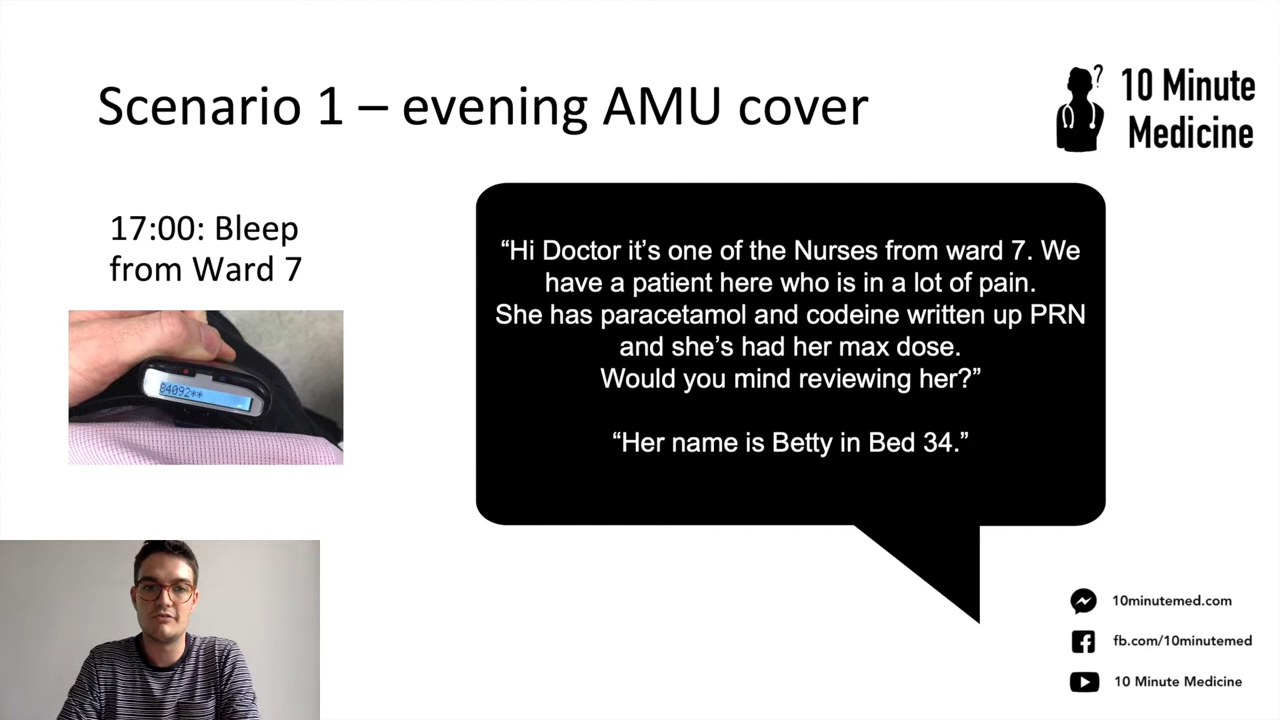 Scenario 1 – evening AMU cover
10 Minute
Medicine
17:00: Bleep
from Ward 7
“Hi Doctor it’s one of the Nurses from ward 7. We
have a patient here who is in a lot of pain.
She has paracetamol and codeine written up PRN
and she’s had her max dose.
Would you mind reviewing her?”
“Her name is Betty in Bed 34.”
84092**
10minutemed.com
fb.com/10minutemed
10 Minute Medicine